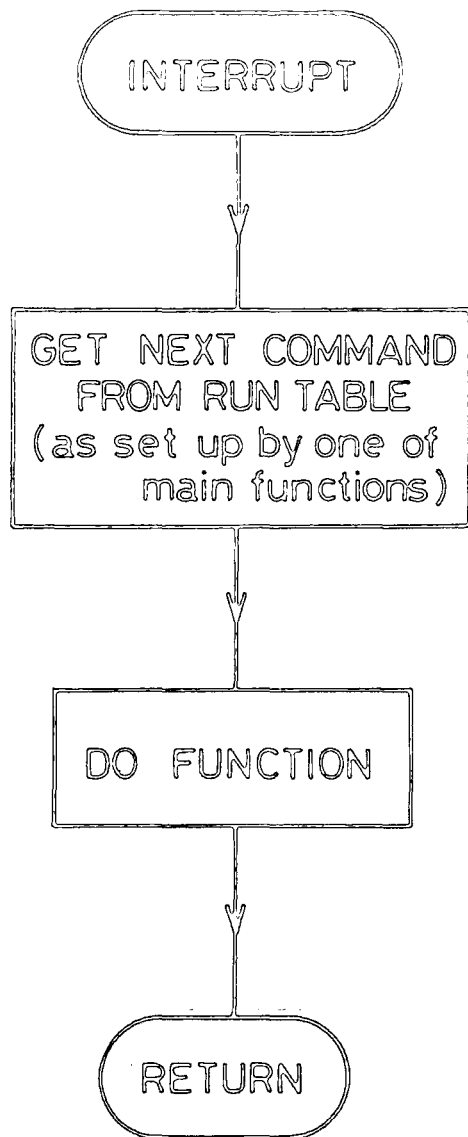 INTERRUPT
GET NEXT COMMAND
FROM RUN TABLE
(as set up by one of
main functions)
DO FUNCTION
RETURN